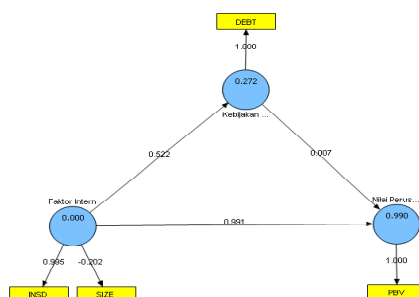 DEBT
1.000
0.272
Kebijakan ...
0.522
0.007
Faktor Intern
0.000
0.991
Nilai Perus...
0.990
0.995
-0.202
1.000
INSD
SIZE
PBV